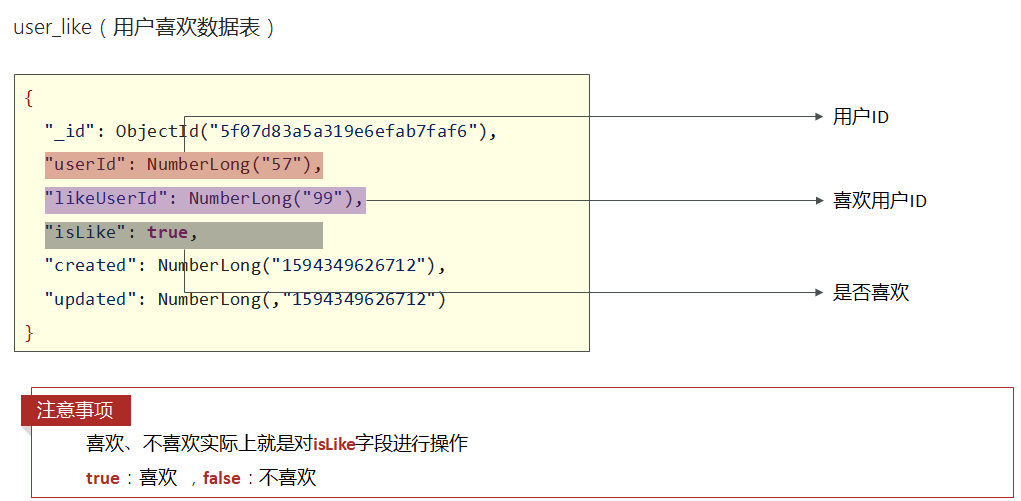 user_like（用户喜欢数据表）
{
"_id": ObjectId("5f07d83a5a319e6efab7faf6"),
用户ID
"userId": NumberLong("57"),
"likeUserId": NumberLong("99"),
喜欢用户ID
"isLike": true,
"created": NumberLong("1594349626712"),
是否喜欢
"updated": NumberLong(,"1594349626712")
}
注意事项
喜欢、不喜欢实际上就是对isLike字段进行操作
true：喜欢 ，false：不喜欢